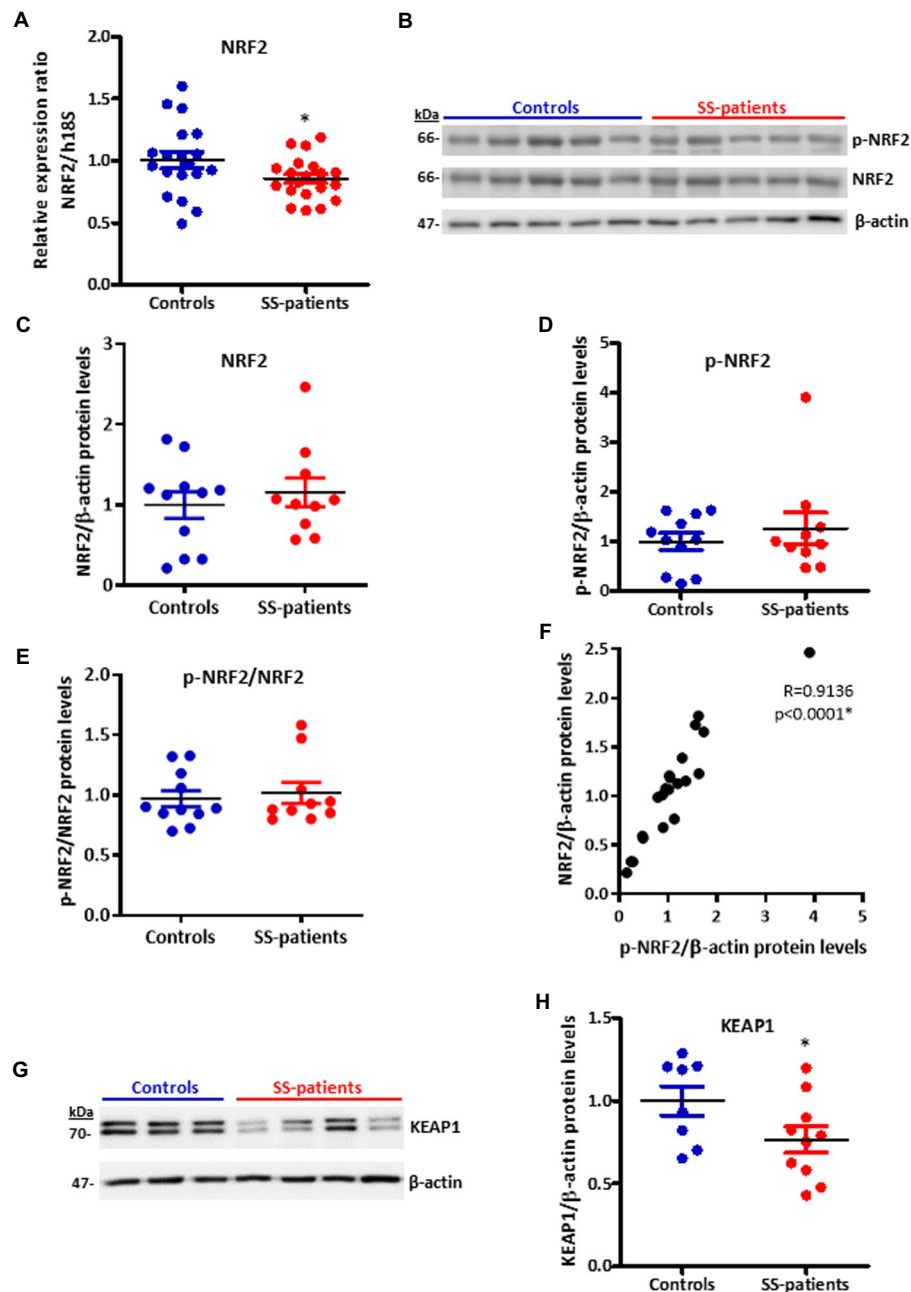 A
NRF2
Relative expression ratio
NRF2/h18S
2.0
1.5
1.0
0.5
0.0
*
Controls
SS-patients
B
kDa
Controls
SS-patients
66-
p-NRF2
66-
NRF2
47-
β-actin
C
NRF2
NRF2/β-actin protein levels
3
2
1
0
Controls
SS-patients
D
p-NRF2
p-NRF2/β-actin protein levels
5
4
3
2
1
0
Controls
SS-patients
E
p-NRF2/NRF2
p-NRF2/NRF2 protein levels
2.0
1.5
1.0
0.5
0.0
Controls
SS-patients
F
NRF2/β-actin protein levels
2.5
2.0
1.5
1.0
0.5
0.0
R=0.9136
p<0.0001*
0 1 2 3 4 5
p-NRF2/β-actin protein levels
G
kDa
Controls
SS-patients
70-
KEAP1
47-
β-actin
H
KEAP1
KEAP1/β-actin protein levels
1.5
1.0
0.5
0.0
*
Controls
SS-patients